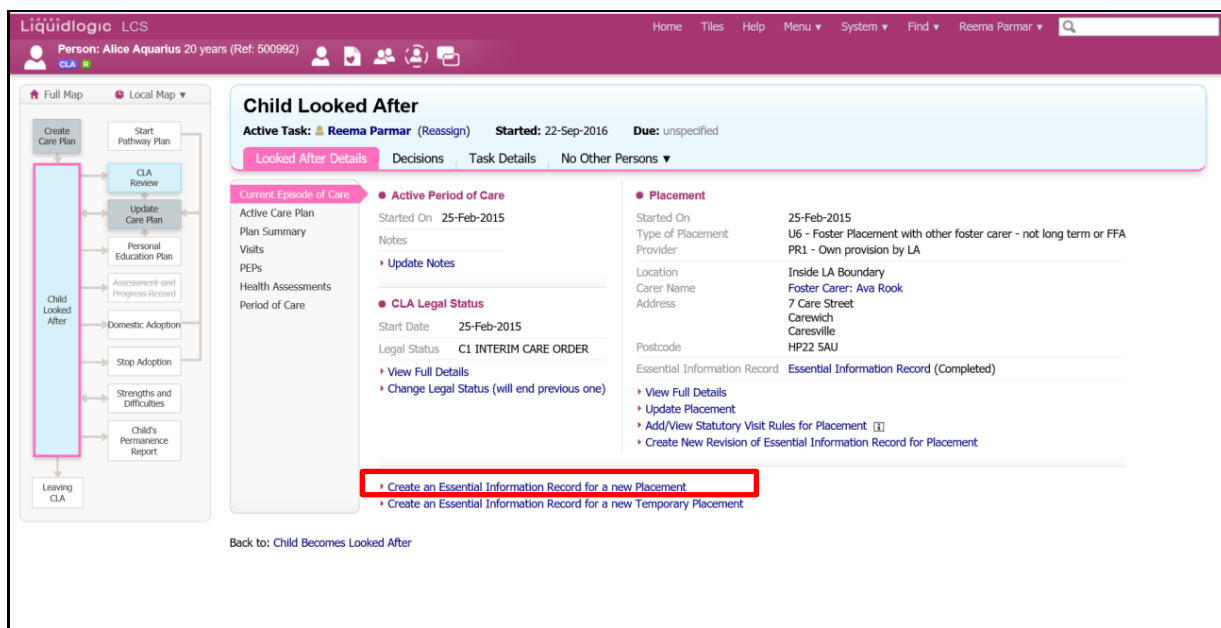 Liquidlogic LCS
Home Tiles Help Menu ▾ System ▾ Find ▾ Reema Parmar ▾
Person: Alice Aquarius 20 years (Ref: 500992)
CLA R
Full Map Local Map ▾
Create
Care Plan
Start
Pathway Plan
CLA
Review
Update
Care Plan
Personal
Education Plan
Assessment and
Progress Record
Child
Looked
After
Domestic Adoption
Stop Adoption
Strengths and
Difficulties
Child's
Permanence
Report
Leaving
CLA
Child Looked After
Active Task: Reema Parmar (Reassign) Started: 22-Sep-2016 Due: unspecified
Looked After Details Decisions Task Details No Other Persons ▾
Current Episode of Care
Active Care Plan
Plan Summary
Visits
PEPs
Health Assessments
Period of Care
Active Period of Care
Started On 25-Feb-2015
Notes
Update Notes
CLA Legal Status
Start Date 25-Feb-2015
Legal Status C1 INTERIM CARE ORDER
View Full Details
Change Legal Status (will end previous one)
Placement
Started On 25-Feb-2015
Type of Placement U6 - Foster Placement with other foster carer - not long term or FFA
Provider PR1 - Own provision by LA
Location Inside LA Boundary
Carer Name Foster Carer: Ava Rook
Address 7 Care Street
Carewich
Caresville
Postcode HP22 5AU
Essential Information Record Essential Information Record (Completed)
View Full Details
Update Placement
Add/View Statutory Visit Rules for Placement i
Create New Revision of Essential Information Record for Placement
Create an Essential Information Record for a new Placement
Create an Essential Information Record for a new Temporary Placement
Back to: Child Becomes Looked After